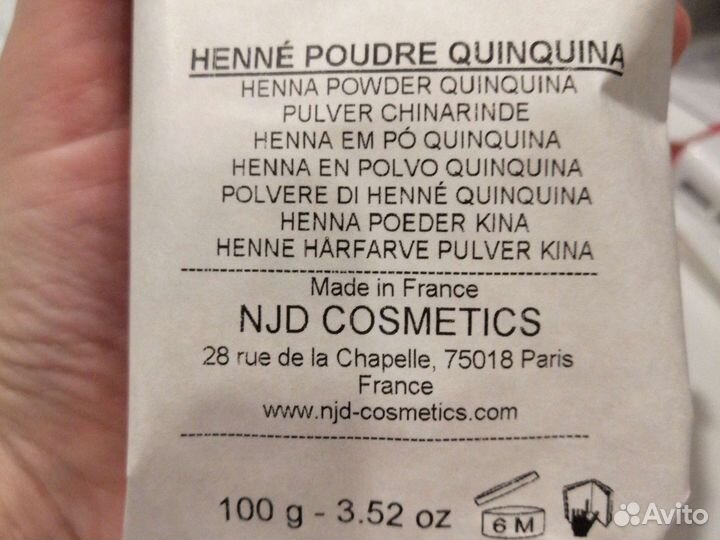 HENNÉ POUDRE QUINQUINA
HENNA POWDER QUINQUINA
PULVER CHINARINDE
HENNA EM PÓ QUINQUINA
HENNA EN POLVO QUINQUINA
POLVERE DI HENNÉ QUINQUINA
HENNA POEDER KINA
HENNE HÅRFARVE PULVER KINA
Made in France
NJD COSMETICS
28 rue de la Chapelle, 75018 Paris
France
www.njd-cosmetics.com
100 g - 3.52 oz
6 M
Avito